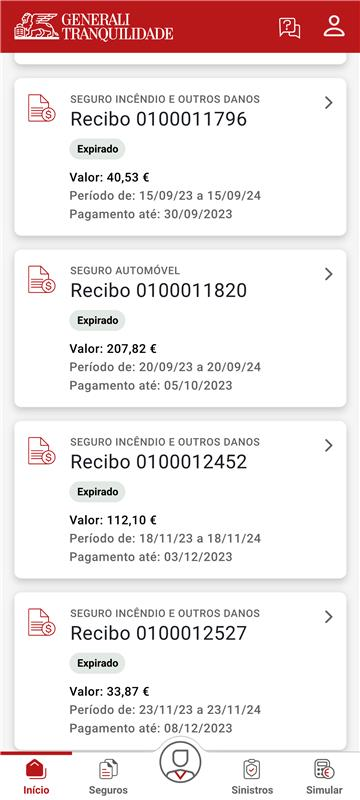 GENERALI
TRANQUILIDADE
SEGURO INCÊNDIO E OUTROS DANOS
Recibo 0100011796
Expirado
Valor: 40,53 €
Período de: 15/09/23 a 15/09/24
Pagamento até: 30/09/2023
SEGURO AUTOMÓVEL
Recibo 0100011820
Expirado
Valor: 207,82 €
Período de: 20/09/23 a 20/09/24
Pagamento até: 05/10/2023
SEGURO INCÊNDIO E OUTROS DANOS
Recibo 0100012452
Expirado
Valor: 112,10 €
Período de: 18/11/23 a 18/11/24
Pagamento até: 03/12/2023
SEGURO INCÊNDIO E OUTROS DANOS
Recibo 0100012527
Expirado
Valor: 33,87 €
Período de: 23/11/23 a 23/11/24
Pagamento até: 08/12/2023
Início
Seguros
Sinistros
Simular